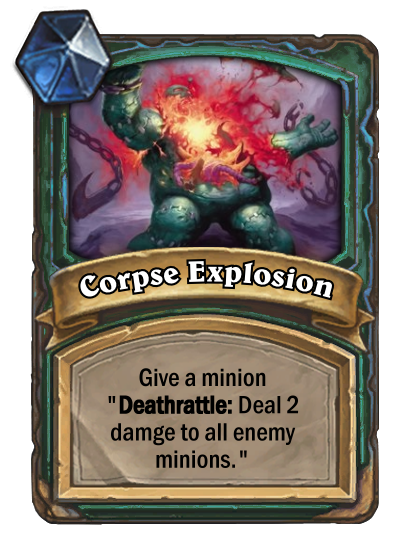 Corpse Explosion
Give a minion
"Deathrattle: Deal 2
damge to all enemy
minions."